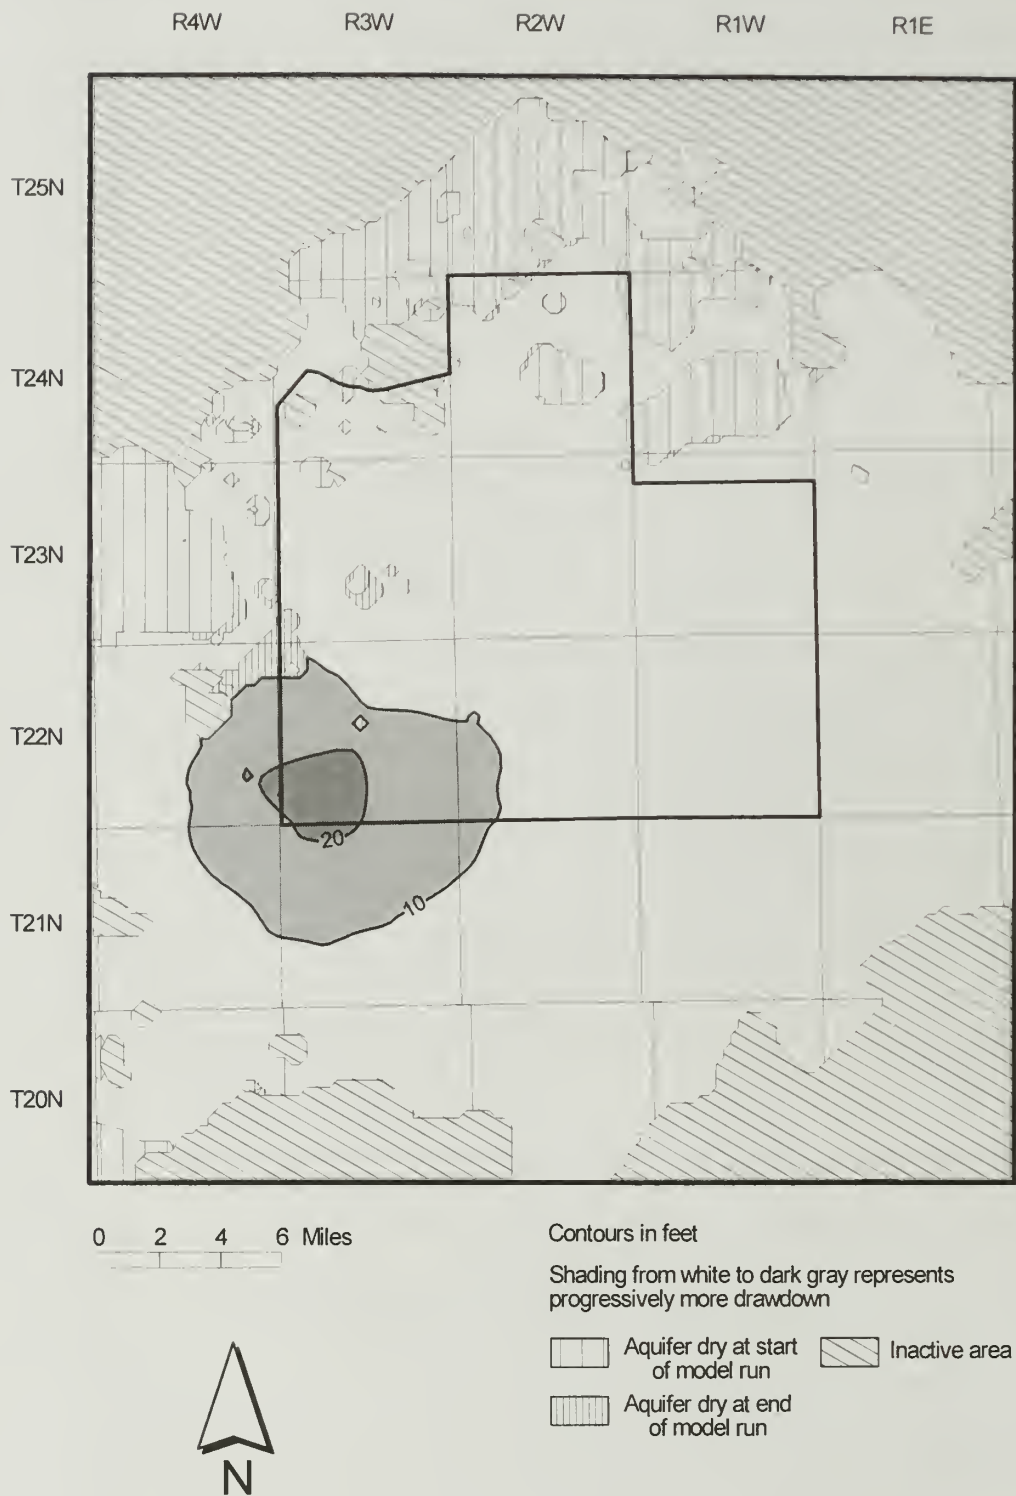 R4W R3W R2W R1W R1E
T25N
T24N
T23N
T22N
20
10
T21N
T20N
0 2 4 6 Miles
Contours in feet
Shading from white to dark gray represents
progressively more drawdown
Aquifer dry at start
of model run
Inactive area
Aquifer dry at end
of model run
N